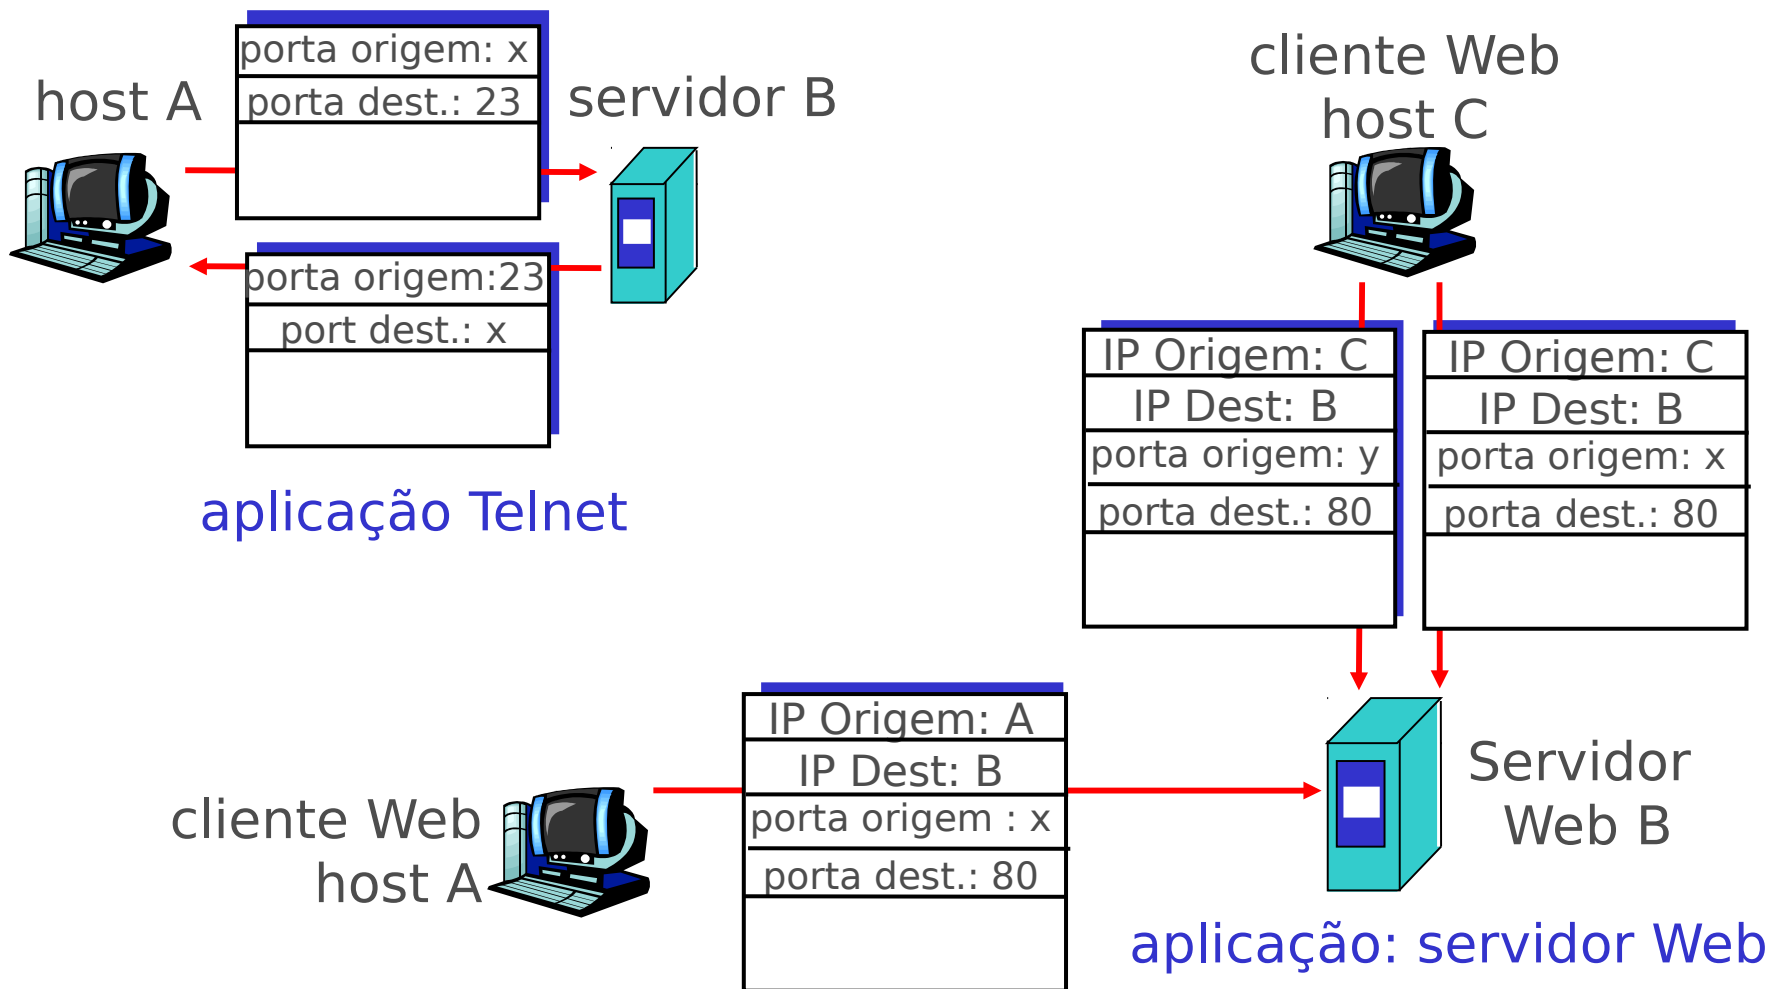 host A
porta origem: x
porta dest.: 23
servidor B
porta origem:23
port dest.: x
aplicação Telnet
cliente Web
host C
IP Origem: C
IP Dest: B
porta origem: y
porta dest.: 80
IP Origem: C
IP Dest: B
porta origem: x
porta dest.: 80
cliente Web
host A
IP Origem: A
IP Dest: B
porta origem : x
porta dest.: 80
Servidor
Web B
aplicação: servidor Web